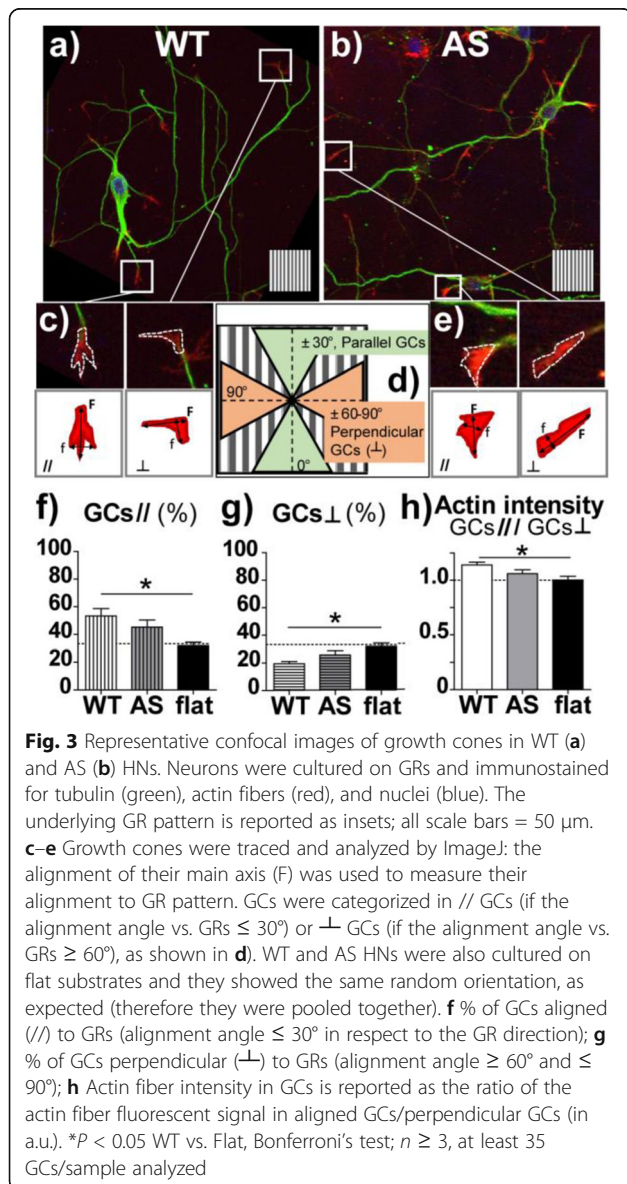 a) WT
b) AS
c)
± 30°, Parallel GCs
90°
d)
± 60-90°
Perpendicular
GCs (⊥)
0°
e)
F
f
//
F
f
⊥
F
f
//
F
f
⊥
f) GCs// (%)
100
80
60
40
20
0
*
WT AS flat
g) GCs⊥ (%)
100
80
60
40
20
0
*
WT AS flat
h) Actin intensity
GCs// / GCs⊥
1.0
0.5
0
*
WT AS flat
Fig. 3 Representative confocal images of growth cones in WT (a)
and AS (b) HNs. Neurons were cultured on GRs and immunostained
for tubulin (green), actin fibers (red), and nuclei (blue). The
underlying GR pattern is reported as insets; all scale bars = 50 μm.
c–e Growth cones were traced and analyzed by ImageJ: the
alignment of their main axis (F) was used to measure their
alignment to GR pattern. GCs were categorized in // GCs (if the
alignment angle vs. GRs ≤ 30°) or ⊥ GCs (if the alignment angle vs.
GRs ≥ 60°), as shown in d). WT and AS HNs were also cultured on
flat substrates and they showed the same random orientation, as
expected (therefore they were pooled together). f % of GCs aligned
(//) to GRs (alignment angle ≤ 30° in respect to the GR direction); g
% of GCs perpendicular (⊥) to GRs (alignment angle ≥ 60° and ≤
90°); h Actin fiber intensity in GCs is reported as the ratio of the
actin fiber fluorescent signal in aligned GCs/perpendicular GCs (in
a.u.). *P < 0.05 WT vs. Flat, Bonferroni's test; n ≥ 3, at least 35
GCs/sample analyzed